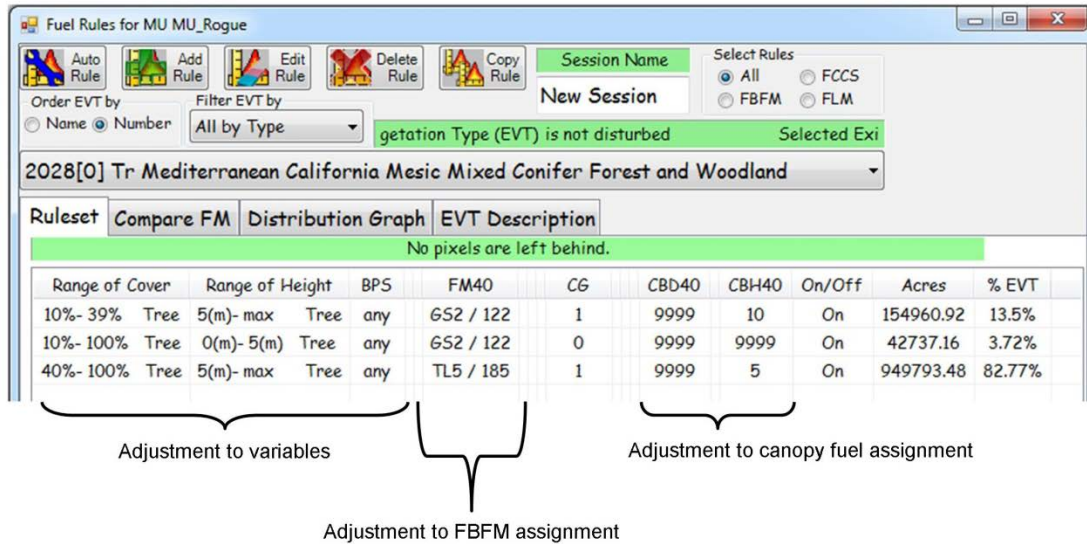 Fuel Rules for MU MU_Rogue
Auto Rule Add Rule Edit Rule Delete Rule Copy Rule
Session Name
New Session
Select Rules
All FCCS
FBFM FLM
Order EVT by
Name Number
Filter EVT by
All by Type
getation Type (EVT) is not disturbed Selected Exi
2028[0] Tr Mediterranean California Mesic Mixed Conifer Forest and Woodland
Ruleset Compare FM Distribution Graph EVT Description
No pixels are left behind.
Range of Cover Range of Height BPS FM40 CG CBD40 CBH40 On/Off Acres % EVT
10%- 39% Tree 5(m)- max Tree any GS2 / 122 1 9999 10 On 154960.92 13.5%
10%- 100% Tree 0(m)- 5(m) Tree any GS2 / 122 0 9999 9999 On 42737.16 3.72%
40%- 100% Tree 5(m)- max Tree any TL5 / 185 1 9999 5 On 949793.48 82.77%
Adjustment to variables
Adjustment to canopy fuel assignment
Adjustment to FBFM assignment